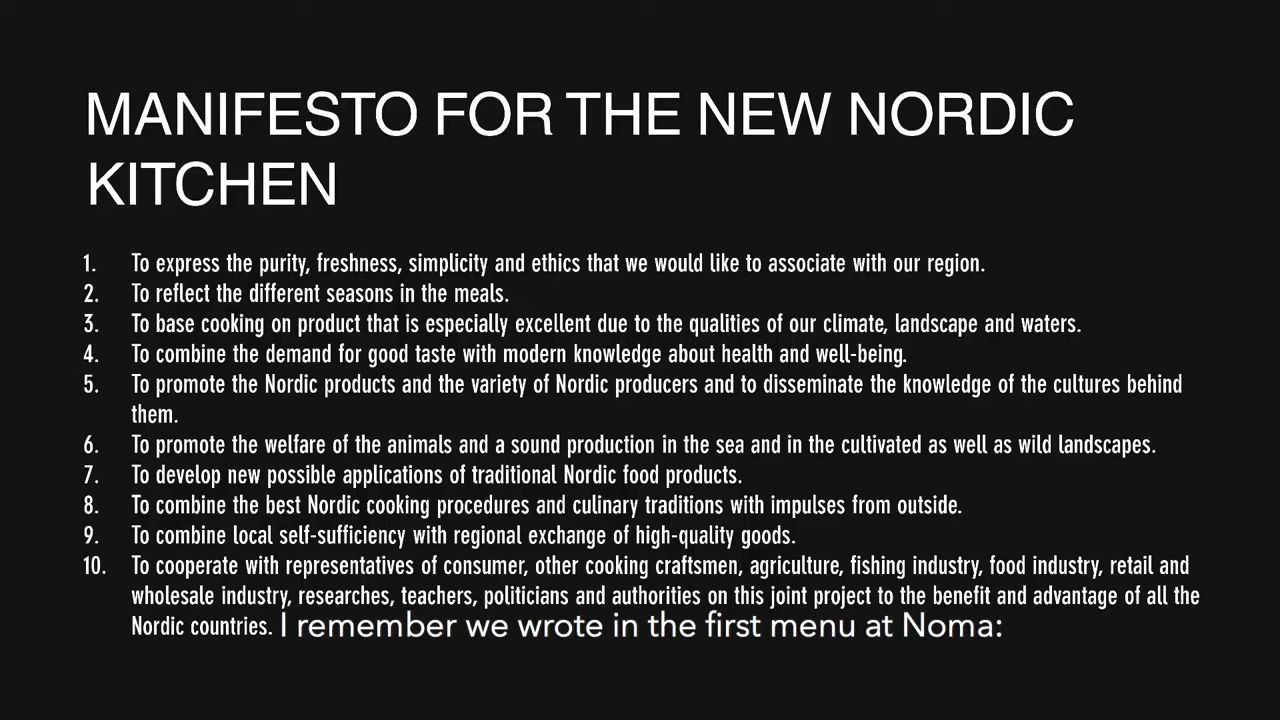 MANIFESTO FOR THE NEW NORDIC
KITCHEN
1. To express the purity, freshness, simplicity and ethics that we would like to associate with our region.
2. To reflect the different seasons in the meals.
3. To base cooking on product that is especially excellent due to the qualities of our climate, landscape and waters.
4. To combine the demand for good taste with modern knowledge about health and well-being.
5. To promote the Nordic products and the variety of Nordic producers and to disseminate the knowledge of the cultures behind
them.
6. To promote the welfare of the animals and a sound production in the sea and in the cultivated as well as wild landscapes.
7. To develop new possible applications of traditional Nordic food products.
8. To combine the best Nordic cooking procedures and culinary traditions with impulses from outside.
9. To combine local self-sufficiency with regional exchange of high-quality goods.
10. To cooperate with representatives of consumer, other cooking craftsmen, agriculture, fishing industry, food industry, retail and
wholesale industry, researches, teachers, politicians and authorities on this joint project to the benefit and advantage of all the
Nordic countries.
I remember we wrote in the first menu at Noma: